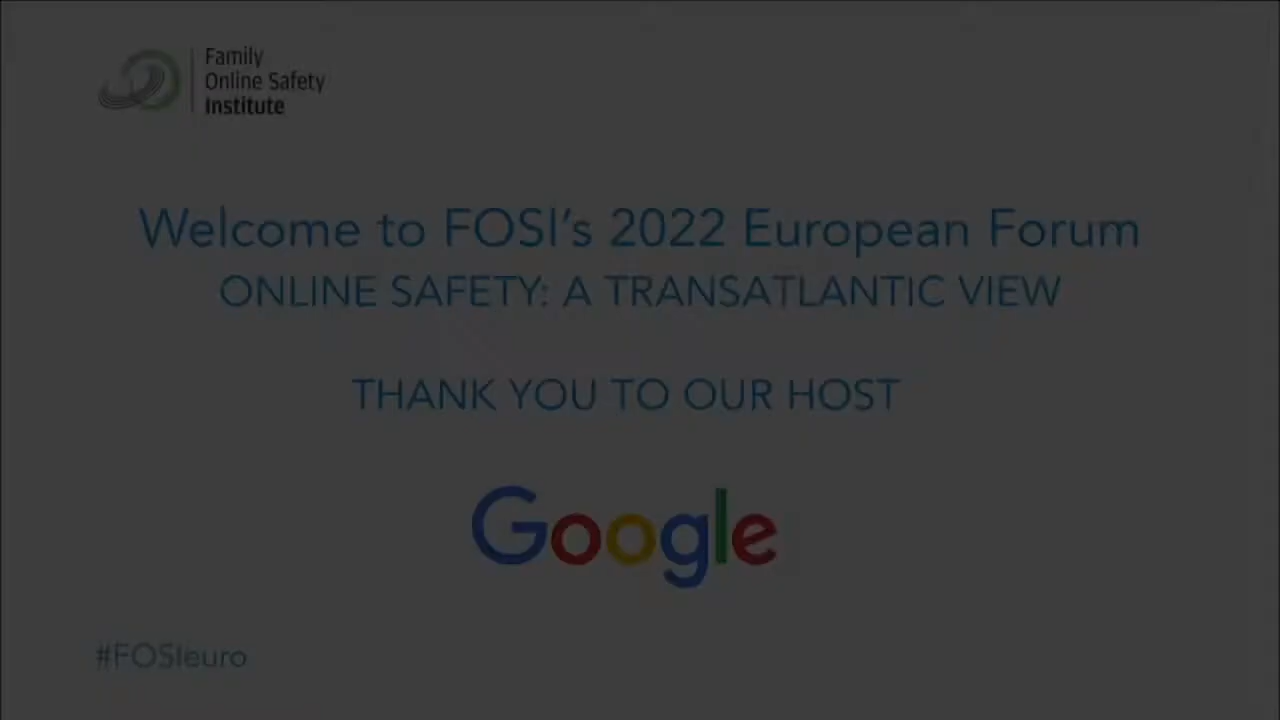 Family
Online Safety
Institute
Welcome to FOSI's 2022 European Forum
ONLINE SAFETY: A TRANSATLANTIC VIEW
THANK YOU TO OUR HOST
Google
#FOSIeuro